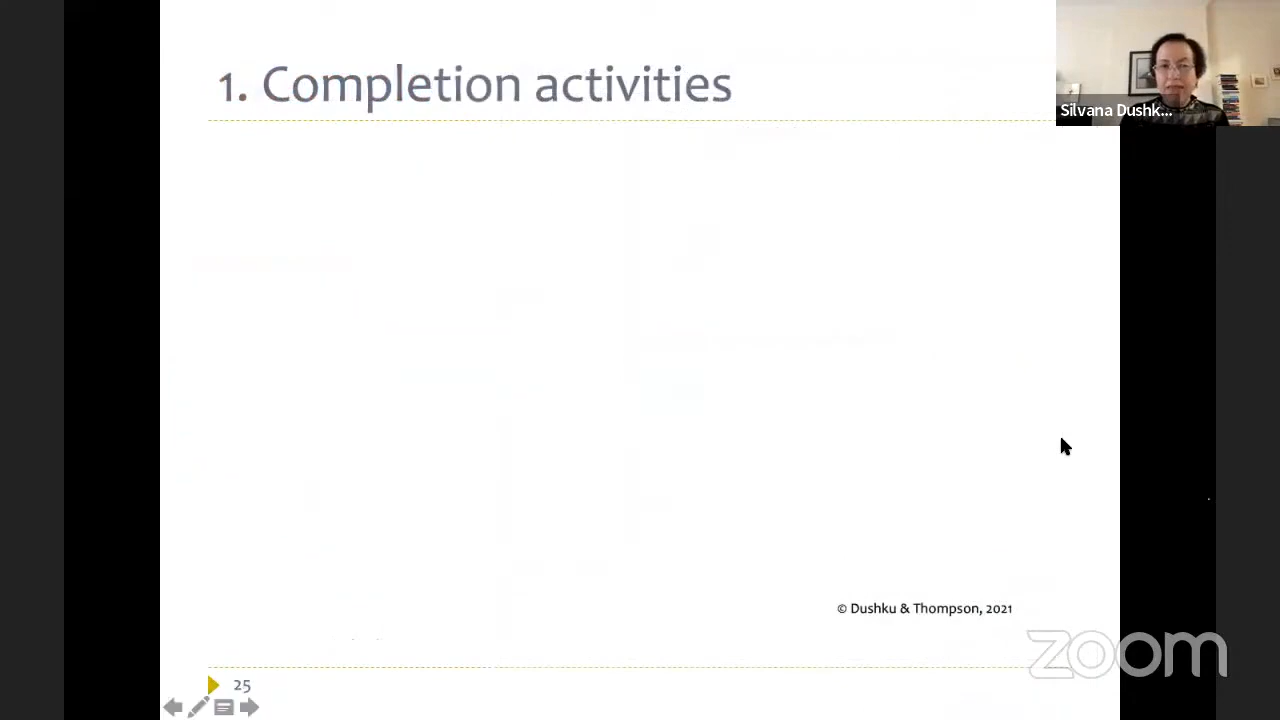 1. Completion activities
Silvana Dushk...
© Dushku & Thompson, 2021
zoom
25